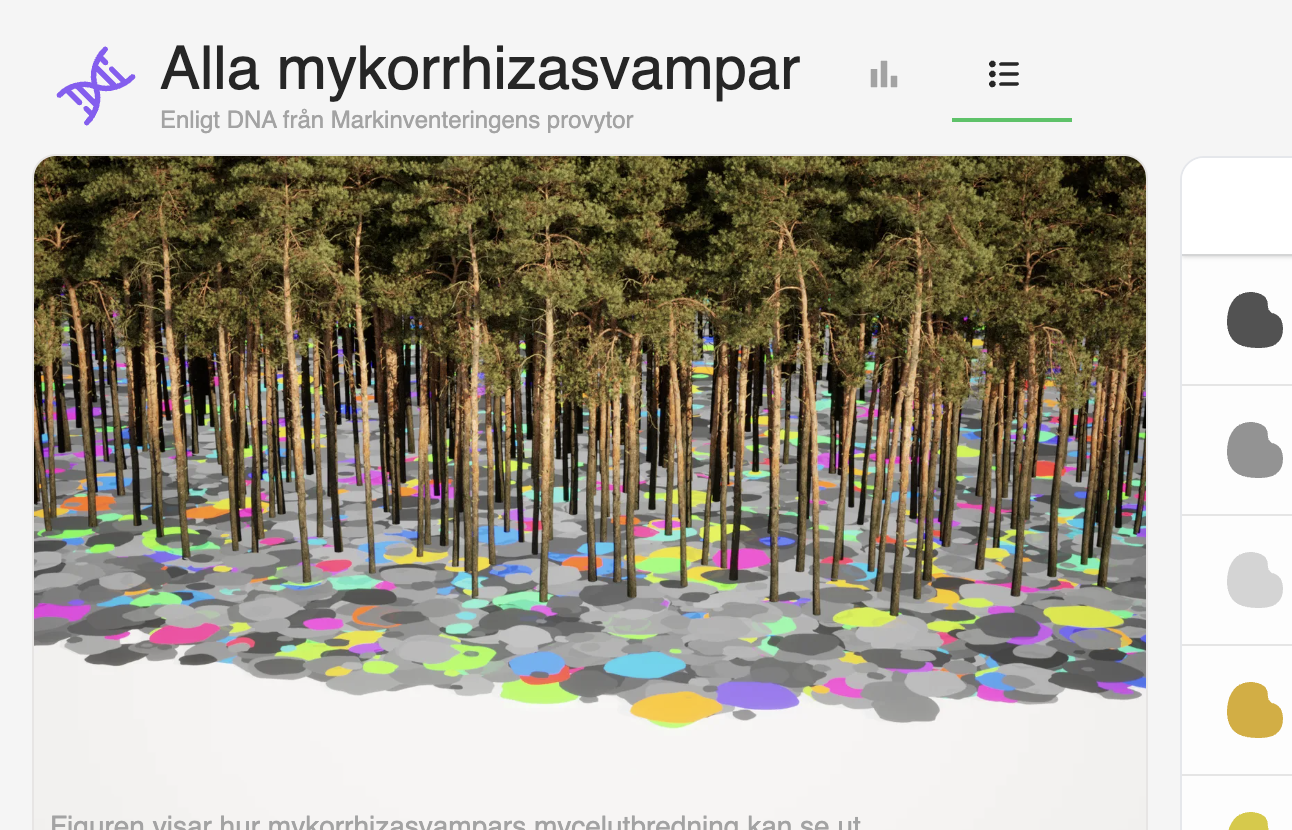 Alla mykorrhizasvampar
Enligt DNA från Markinventeringens provytor
Figuren visar hur mykorrhizasvampars mycelutbredning kan se ut